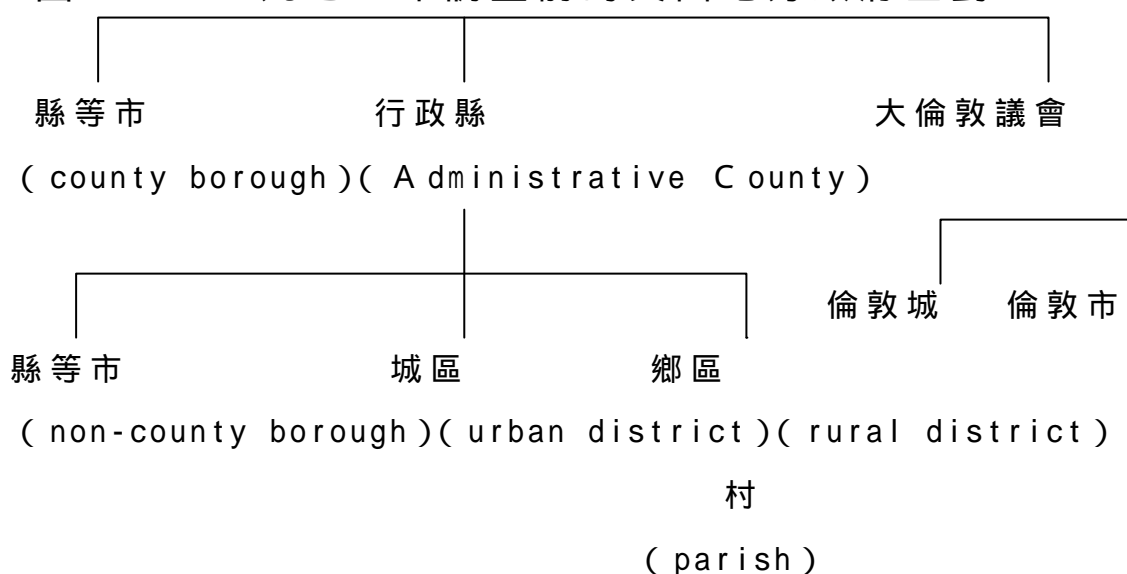 縣等市 行政縣 大倫敦議會
(county borough)(Administrative County)
倫敦城 倫敦市
縣等市 城區 鄉區
(non-county borough)(urban district)(rural district)
村
(parish)